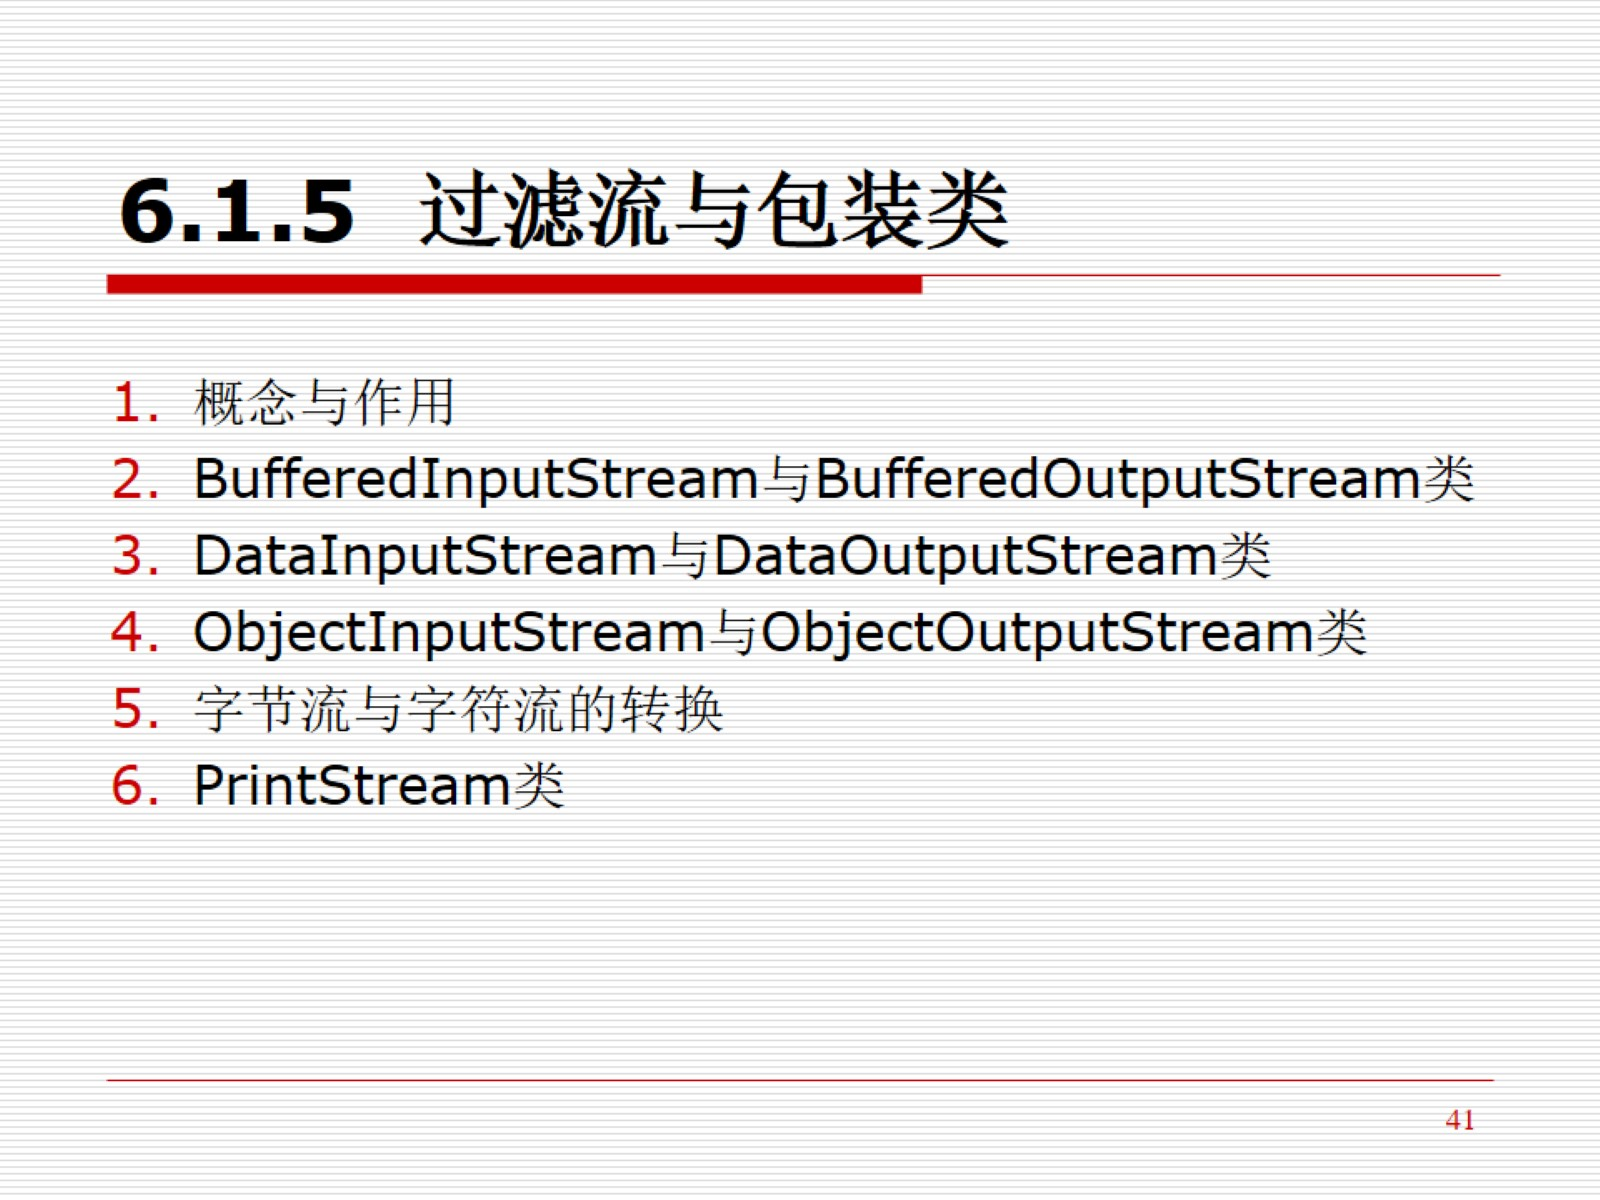 6.1.5 过滤流与包装类
1. 概念与作用
2. BufferedInputStream与BufferedOutputStream类
3. DataInputStream与DataOutputStream类
4. ObjectInputStream与ObjectOutputStream类
5. 字节流与字符流的转换
6. PrintStream类
41